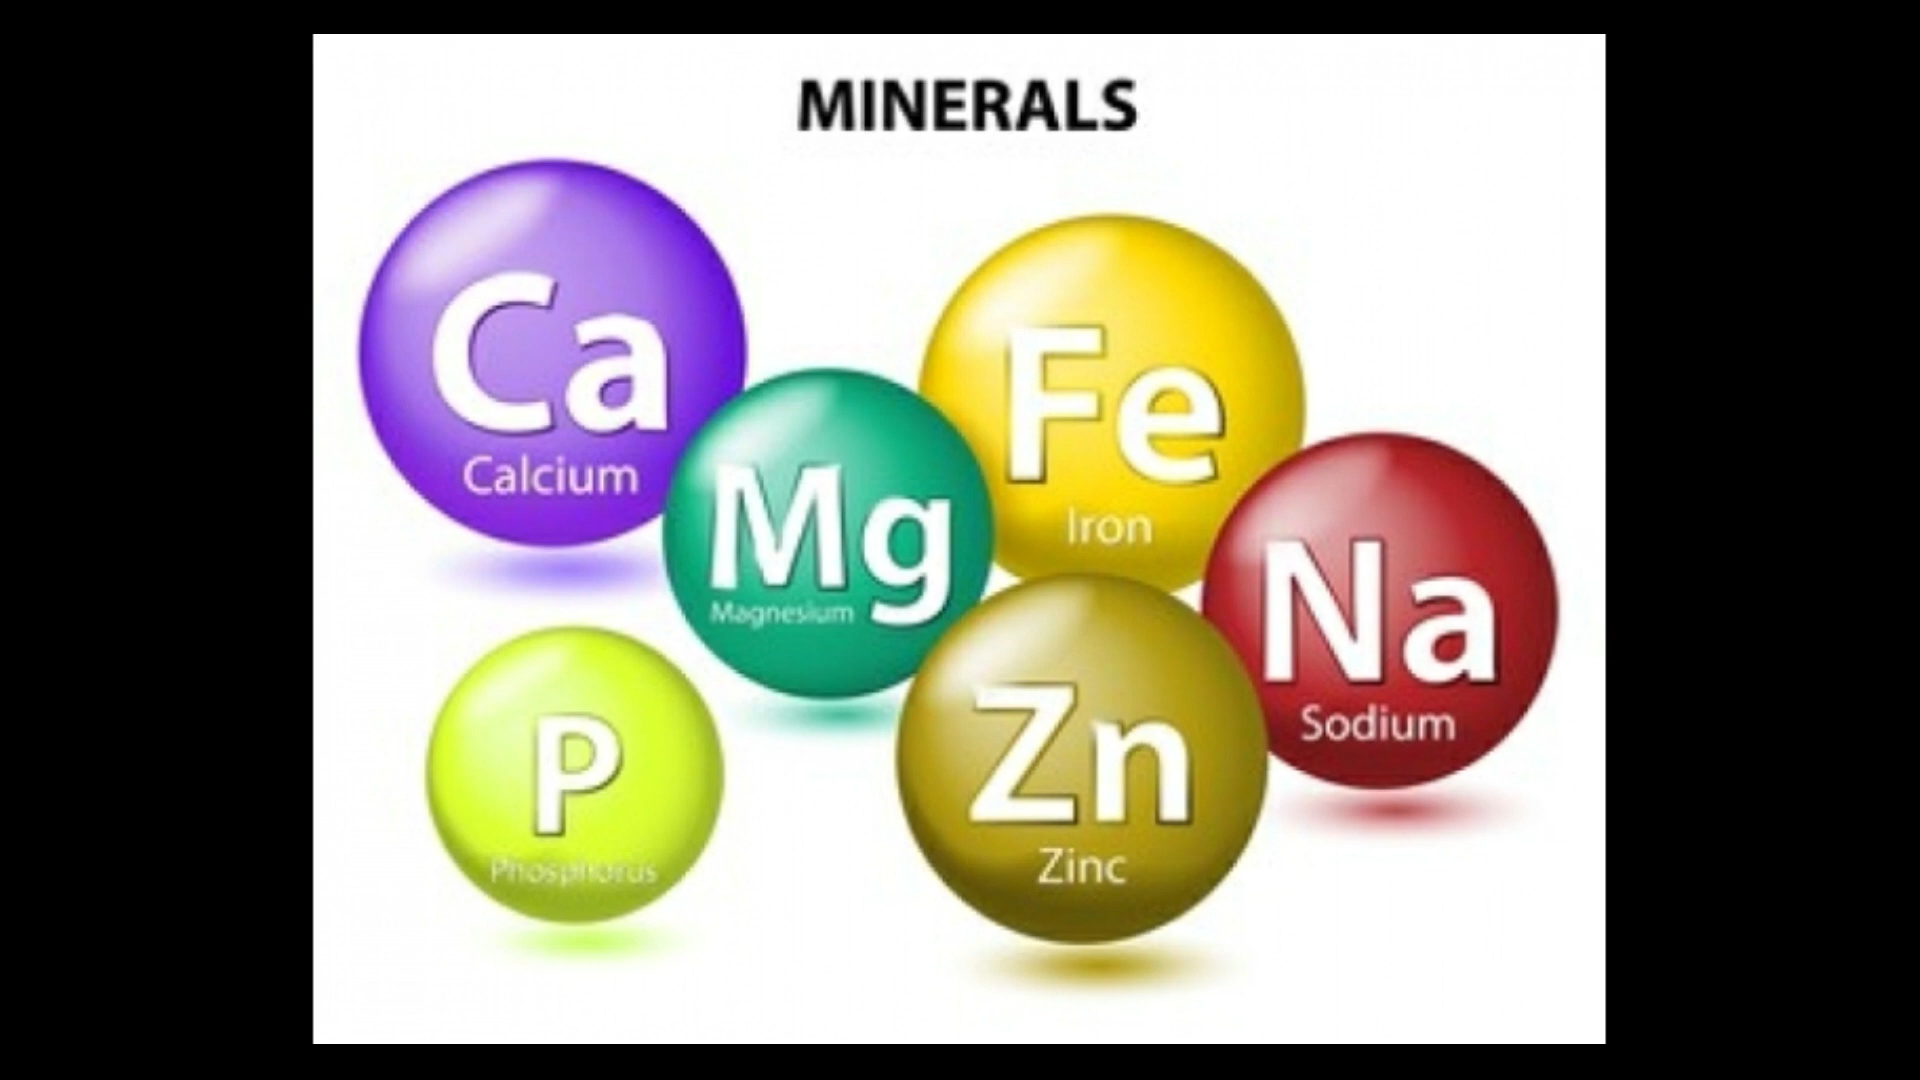 MINERALS
Ca
Calcium
Fe
Iron
Mg
Magnesium
Na
Sodium
P
Phosphorus
Zn
Zinc